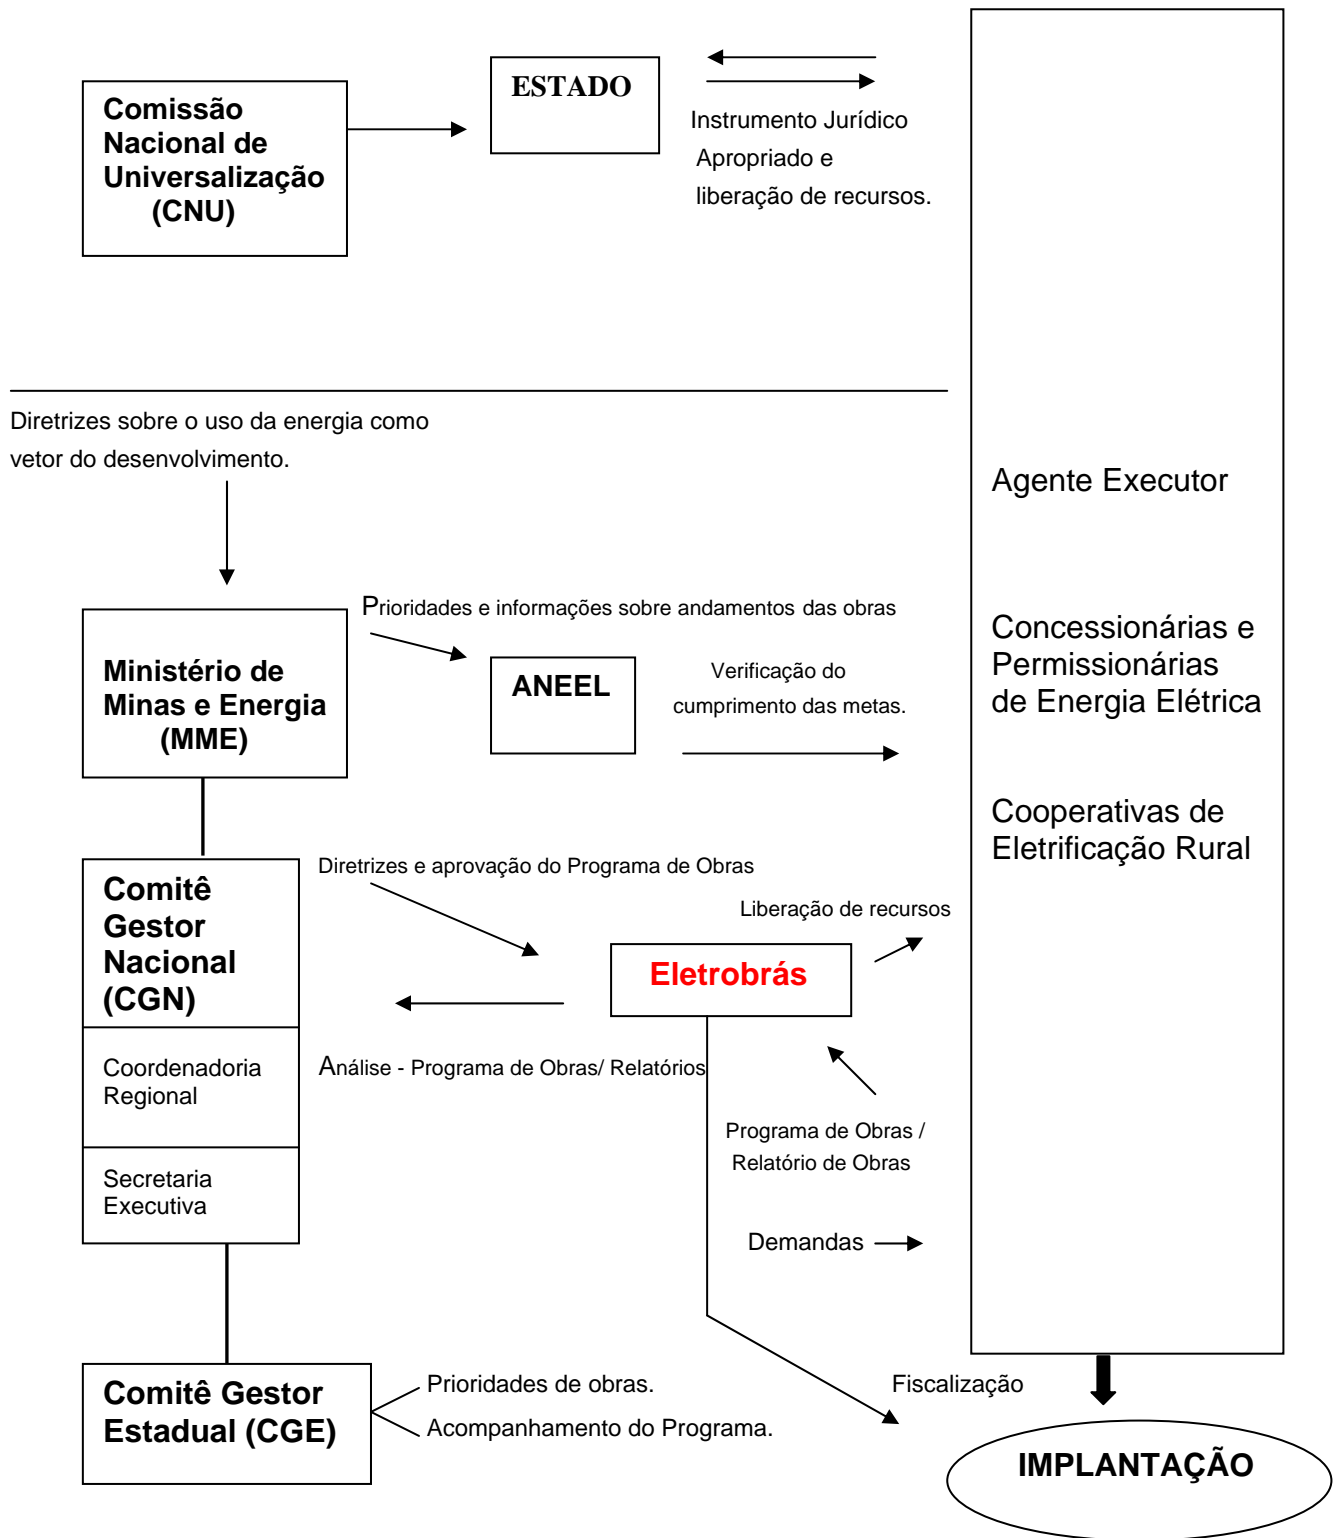 Comissão
Nacional de
Universalização
(CNU)
ESTADO
Instrumento Jurídico
Apropriado e
liberação de recursos.
Diretrizes sobre o uso da energia como
vetor do desenvolvimento.
Agente Executor
Concessionárias e
Permissionárias
de Energia Elétrica
Cooperativas de
Eletrificação Rural
Prioridades e informações sobre andamentos das obras
Ministério de
Minas e Energia
(MME)
ANEEL
Verificação do
cumprimento das metas.
Comitê
Gestor
Nacional
(CGN)
Coordenadoria
Regional
Secretaria
Executiva
Diretrizes e aprovação do Programa de Obras
Liberação de recursos
Eletrobrás
Análise - Programa de Obras/ Relatórios
Programa de Obras /
Relatório de Obras
Demandas
Comitê Gestor
Estadual (CGE)
Prioridades de obras.
Acompanhamento do Programa.
Fiscalização
IMPLANTAÇÃO